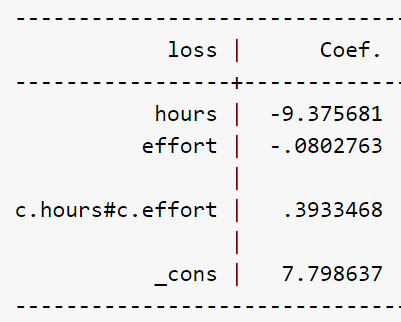 --------------------------------
loss | Coef.
-----------------+--------------
hours | -9.375681
effort | -.0802763
|
c.hours#c.effort | .3933468
|
_cons | 7.798637
--------------------------------